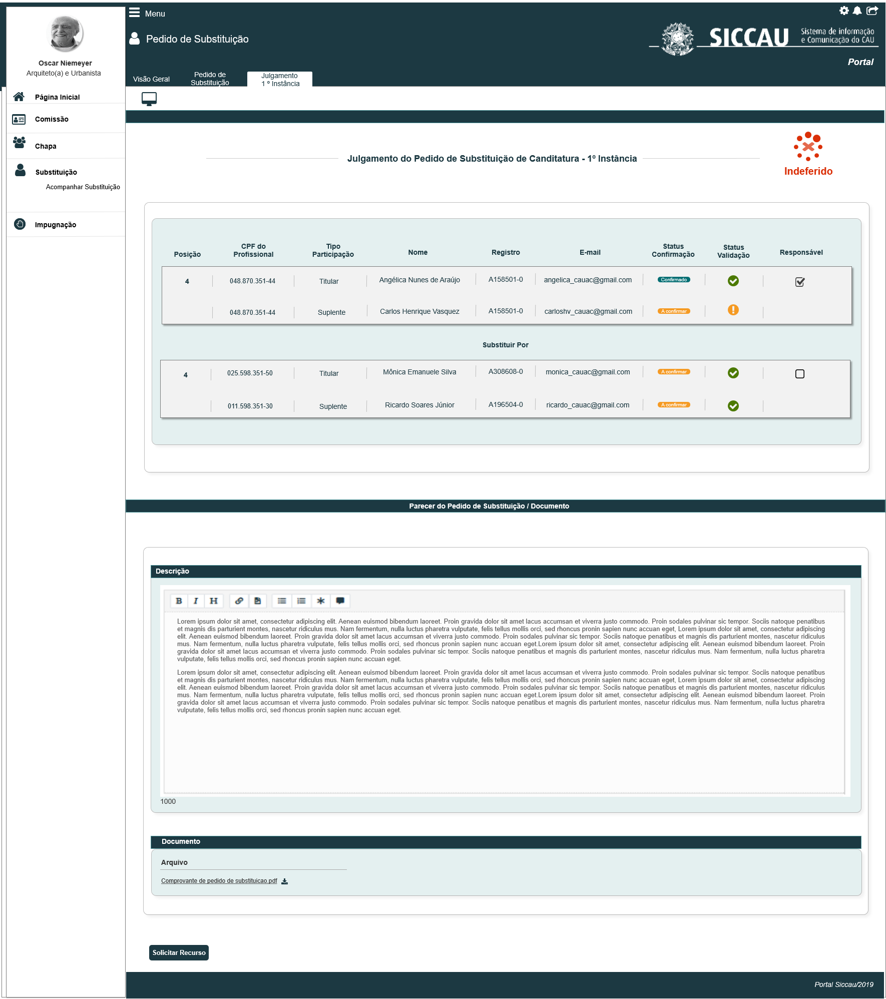 Menu
Pedido de Substituição
SICCAU
Sistema de informação
e Comunicação do CAU
Portal
Oscar Niemeyer
Arquiteto(a) e Urbanista
Página Inicial
Comissão
Chapa
Substituição
Acompanhar Substituição
Impugnação
Visão Geral
Pedido de
Substituição
Julgamento
1 º Instância
Julgamento do Pedido de Substituição de Canditatura - 1º Instância
Indeferido
Posição CPF do Profissional Tipo Participação Nome Registro E-mail Status Confirmação Status Validação Responsável
4 048.870.351-44 Titular Angélica Nunes de Araújo A158501-0 angelica_cauac@gmail.com Confirmado
048.870.351-44 Suplente Carlos Henrique Vasquez A158501-0 carloshv_cauac@gmail.com A confirmar
Substituir Por
4 025.598.351-50 Titular Mônica Emanuele Silva A308608-0 monica_cauac@gmail.com A confirmar
011.598.351-30 Suplente Ricardo Soares Júnior A196504-0 ricardo_cauac@gmail.com A confirmar
Parecer do Pedido de Substituição / Documento
Descrição
B I H
Lorem ipsum dolor sit amet, consectetur adipiscing elit. Aenean euismod bibendum laoreet. Proin gravida dolor sit amet lacus accumsan et viverra justo commodo. Proin sodales pulvinar sic tempor. Sociis natoque penatibus
et magnis dis parturient montes, nascetur ridiculus mus. Nam fermentum, nulla luctus pharetra vulputate, felis tellus mollis orci, sed rhoncus pronin sapien nunc accuan eget, Lorem ipsum dolor sit amet, consectetur adipiscing
elit. Aenean euismod bibendum laoreet. Proin gravida dolor sit amet lacus accumsan et viverra justo commodo. Proin sodales pulvinar sic tempor. Sociis natoque penatibus et magnis dis parturient montes, nascetur ridiculus
mus. Nam fermentum, nulla luctus pharetra vulputate, felis tellus mollis orci, sed rhoncus pronin sapien nunc accuan eget.Lorem ipsum dolor sit amet, consectetur adipiscing elit. Aenean euismod bibendum laoreet. Proin
gravida dolor sit amet lacus accumsan et viverra justo commodo. Proin sodales pulvinar sic tempor. Sociis natoque penatibus et magnis dis parturient montes, nascetur ridiculus mus. Nam fermentum, nulla luctus pharetra
vulputate, felis tellus mollis orci, sed rhoncus pronin sapien nunc accuan eget.
Lorem ipsum dolor sit amet, consectetur adipiscing elit. Aenean euismod bibendum laoreet. Proin gravida dolor sit amet lacus accumsan et viverra justo commodo. Proin sodales pulvinar sic tempor. Sociis natoque penatibus
et magnis dis parturient montes, nascetur ridiculus mus. Nam fermentum, nulla luctus pharetra vulputate, felis tellus mollis orci, sed rhoncus pronin sapien nunc accuan eget, Lorem ipsum dolor sit amet, consectetur adipiscing
elit. Aenean euismod bibendum laoreet. Proin gravida dolor sit amet lacus accumsan et viverra justo commodo. Proin sodales pulvinar sic tempor. Sociis natoque penatibus et magnis dis parturient montes, nascetur ridiculus
mus. Nam fermentum, nulla luctus pharetra vulputate, felis tellus mollis orci, sed rhoncus pronin sapien nunc accuan eget.Lorem ipsum dolor sit amet, consectetur adipiscing elit. Aenean euismod bibendum laoreet. Proin
gravida dolor sit amet lacus accumsan et viverra justo commodo. Proin sodales pulvinar sic tempor. Sociis natoque penatibus et magnis dis parturient montes, nascetur ridiculus mus. Nam fermentum, nulla luctus pharetra
vulputate, felis tellus mollis orci, sed rhoncus pronin sapien nunc accuan eget.
1000
Documento
Arquivo
Comprovante de pedido de substituicao.pdf
Solicitar Recurso
Portal Siccau/2019